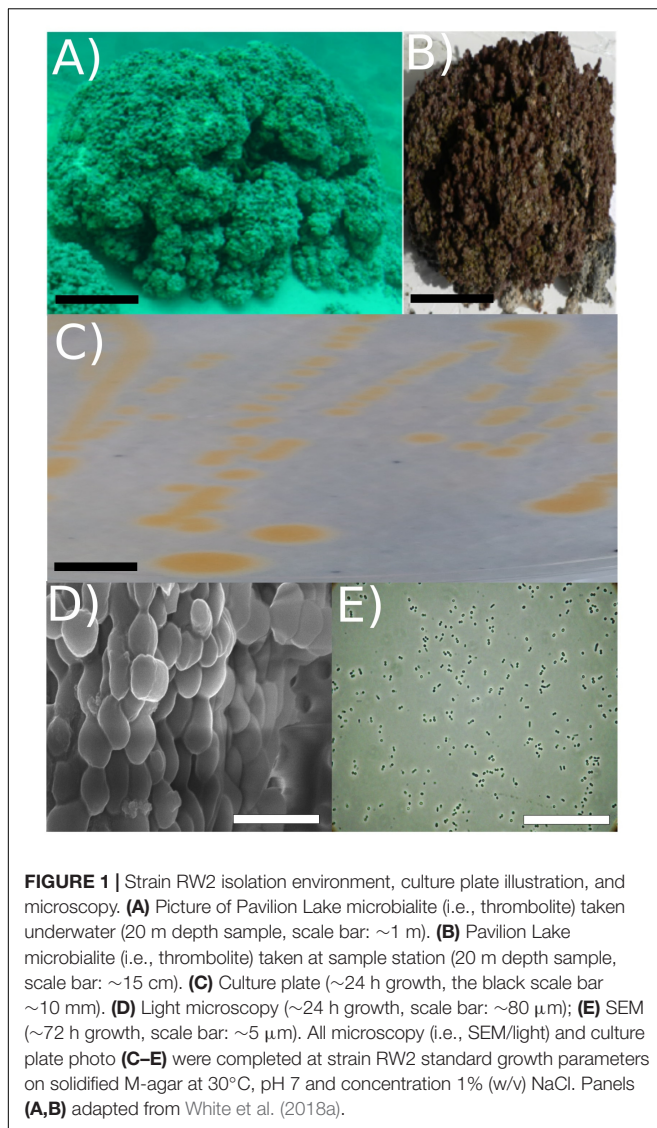 A)
B)
C)
D)
E)
FIGURE 1 | Strain RW2 isolation environment, culture plate illustration, and
microscopy. (A) Picture of Pavilion Lake microbialite (i.e., thrombolite) taken
underwater (20 m depth sample, scale bar: ~1 m). (B) Pavilion Lake
microbialite (i.e., thrombolite) taken at sample station (20 m depth sample,
scale bar: ~15 cm). (C) Culture plate (~24 h growth, the black scale bar
~10 mm). (D) Light microscopy (~24 h growth, scale bar: ~80 μm); (E) SEM
(~72 h growth, scale bar: ~5 μm). All microscopy (i.e., SEM/light) and culture
plate photo (C–E) were completed at strain RW2 standard growth parameters
on solidified M-agar at 30°C, pH 7 and concentration 1% (w/v) NaCl. Panels
(A,B) adapted from White et al. (2018a).